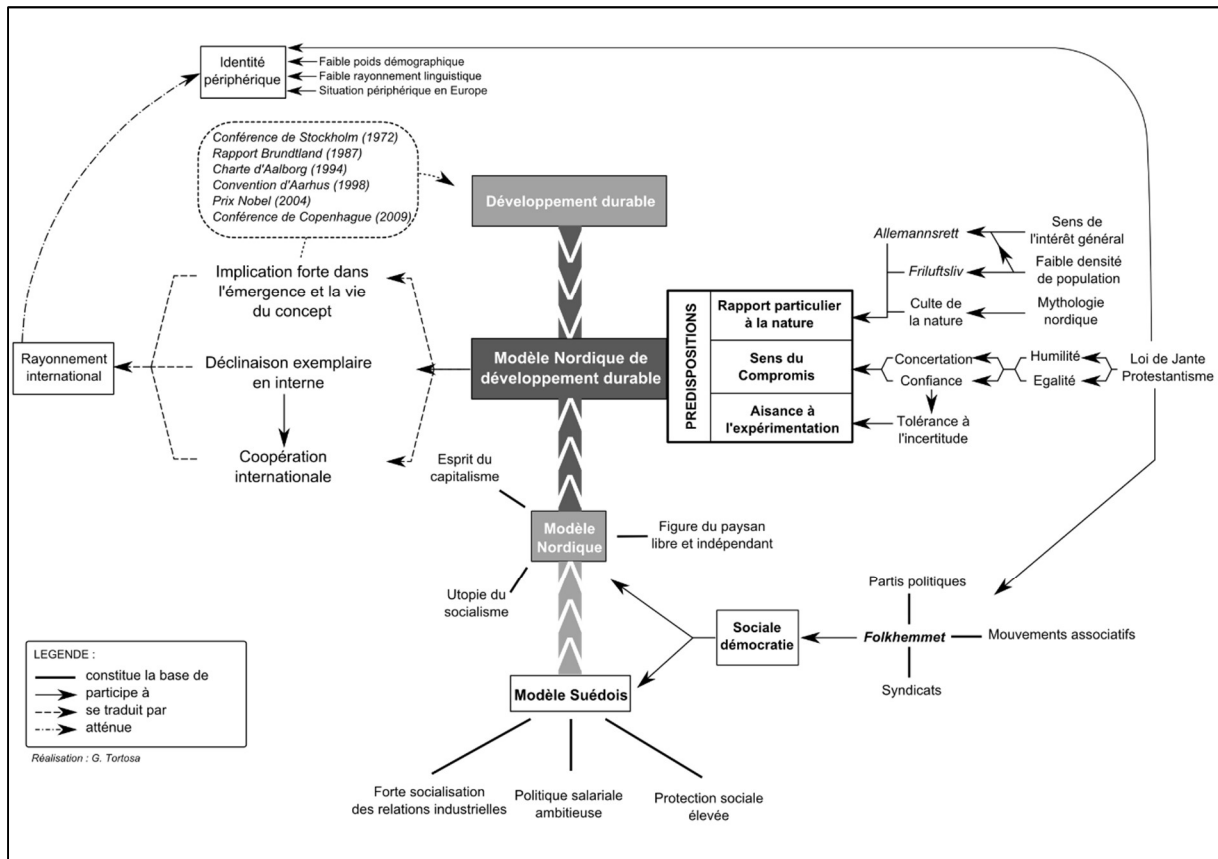 Identité
périphérique
Faible poids démographique
Faible rayonnement linguistique
Situation périphérique en Europe
Conférence de Stockholm (1972)
Rapport Brundtland (1987)
Charte d'Aalborg (1994)
Convention d'Aarhus (1998)
Prix Nobel (2004)
Conférence de Copenhague (2009)
Développement durable
Implication forte dans
l'émergence et la vie
du concept
Rayonnement
international
Déclinaison exemplaire
en interne
Coopération
internationale
Modèle Nordique de
développement durable
PREDISPOSITIONS
Rapport particulier
à la nature
Sens du
Compromis
Aisance à
l'expérimentation
Allemannsrett
Friluftsliv
Culte de
la nature
Sens de
l'intérêt général
Faible densité
de population
Mythologie
nordique
Concertation
Confiance
Humilité
Egalité
Loi de Jante
Protestantisme
Tolérance à
l'incertitude
Esprit du
capitalisme
Modèle
Nordique
Figure du paysan
libre et indépendant
Utopie du
socialisme
Sociale
démocratie
Partis politiques
Folkhemmet
Mouvements associatifs
Syndicats
Modèle Suédois
Forte socialisation
des relations industrielles
Politique salariale
ambitieuse
Protection sociale
élevée
LEGENDE :
constitue la base de
participe à
se traduit par
atténue
Réalisation : G. Tortosa